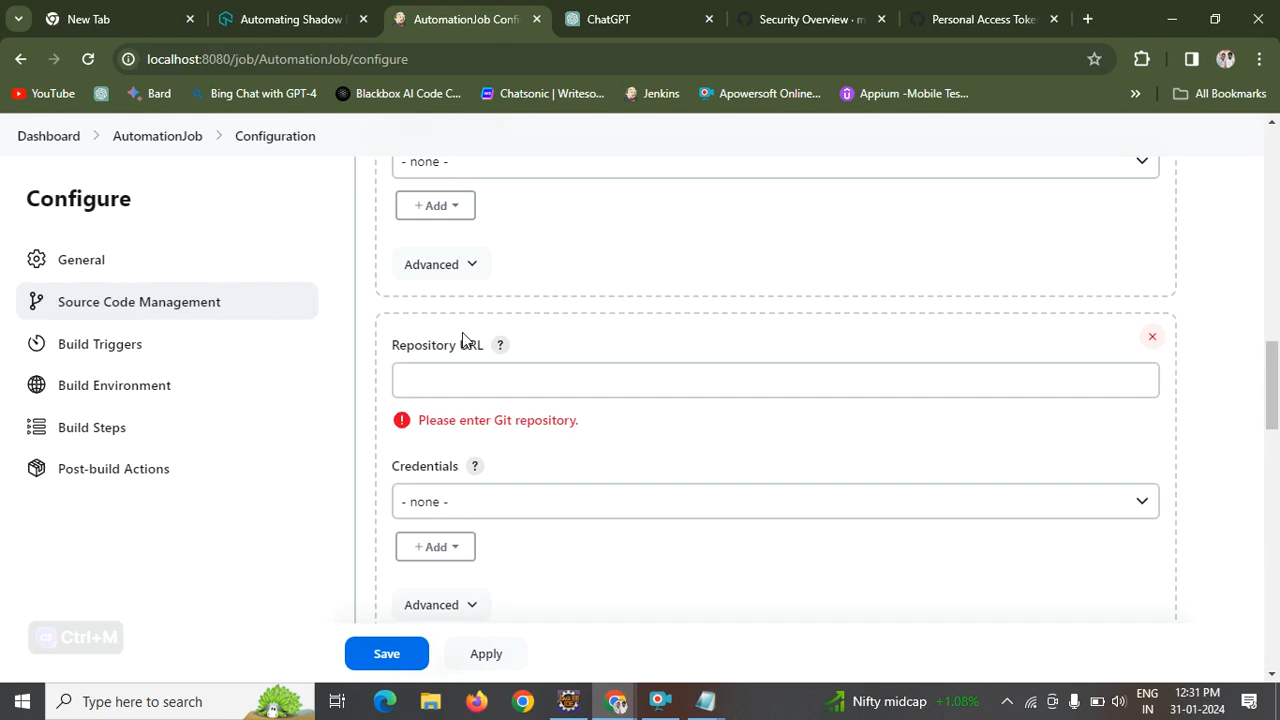 New Tab
Automating Shadow
AutomationJob Confi
ChatGPT
Security Overview · m
Personal Access Toke
localhost:8080/job/AutomationJob/configure
YouTube
Bard
Bing Chat with GPT-4
Blackbox AI Code C...
Chatsonic | Writeso...
Jenkins
Apowersoft Online...
Appium -Mobile Tes...
»
All Bookmarks
Dashboard
AutomationJob
Configuration
Configure
General
Source Code Management
Build Triggers
Build Environment
Build Steps
Post-build Actions
- none -
+ Add
Advanced
Repository URL ?
Please enter Git repository.
Credentials ?
- none -
+ Add
Advanced
Ctrl+M
Save
Apply
Type here to search
Nifty midcap +1.08%
ENG
IN
12:31 PM
31-01-2024